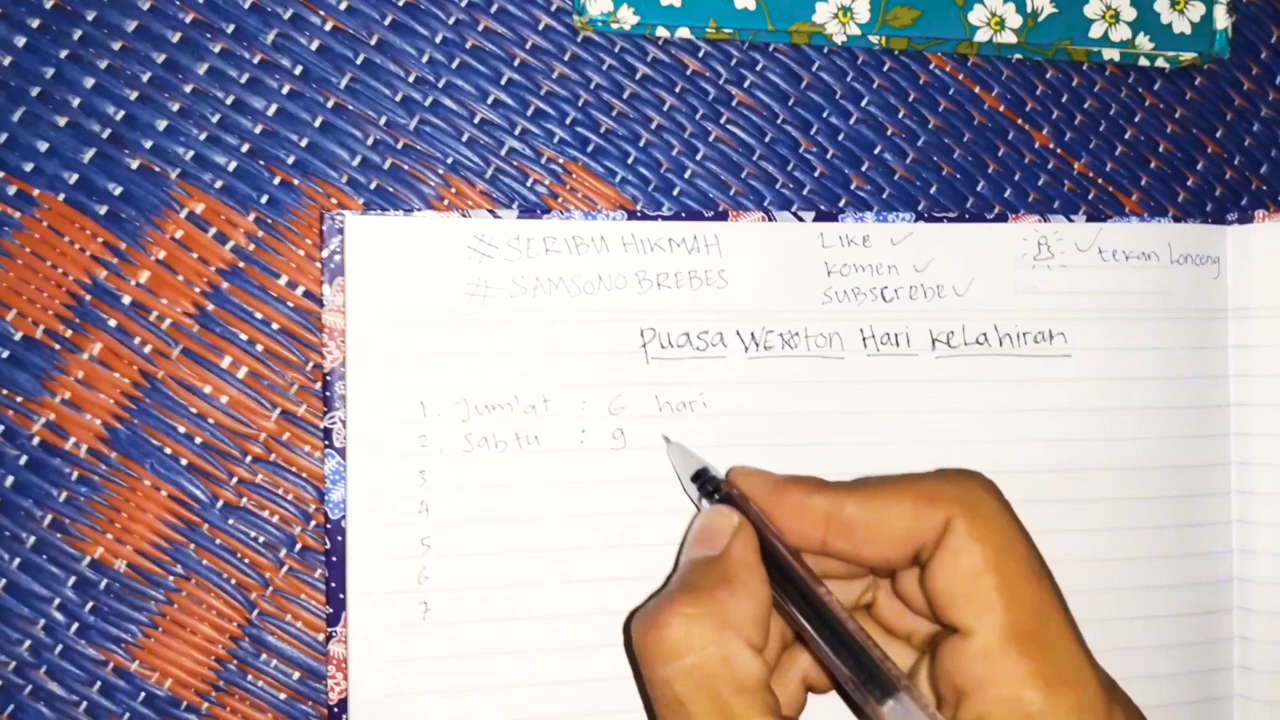 ※ SERIBU HIKMAH
# SAMSONO BREBES
Like ✓
komen ✓
subscrebe ✓
✓ tekan Lonceng
Puasa WEROTON Hari KeLahiran
1. Jum'at : 6 hari
2. Sabtu : 9
3
4
5
6
7